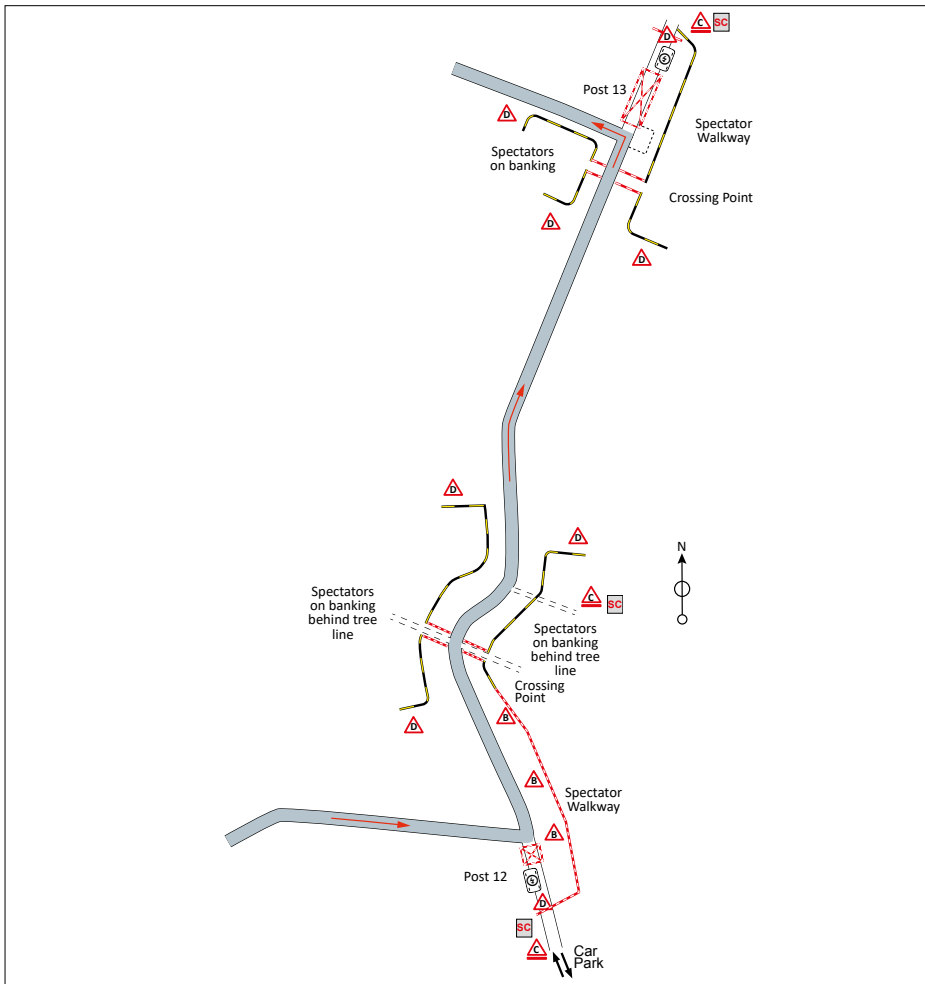 C
SC
D
Post 13
D
Spectator
Walkway
Spectators
on banking
Crossing Point
D
D
D
D
N
Spectators
on banking
behind tree
line
C
SC
Spectators
on banking
behind tree
line
Crossing
Point
B
D
B
Spectator
Walkway
B
Post 12
D
SC
C
Car
Park